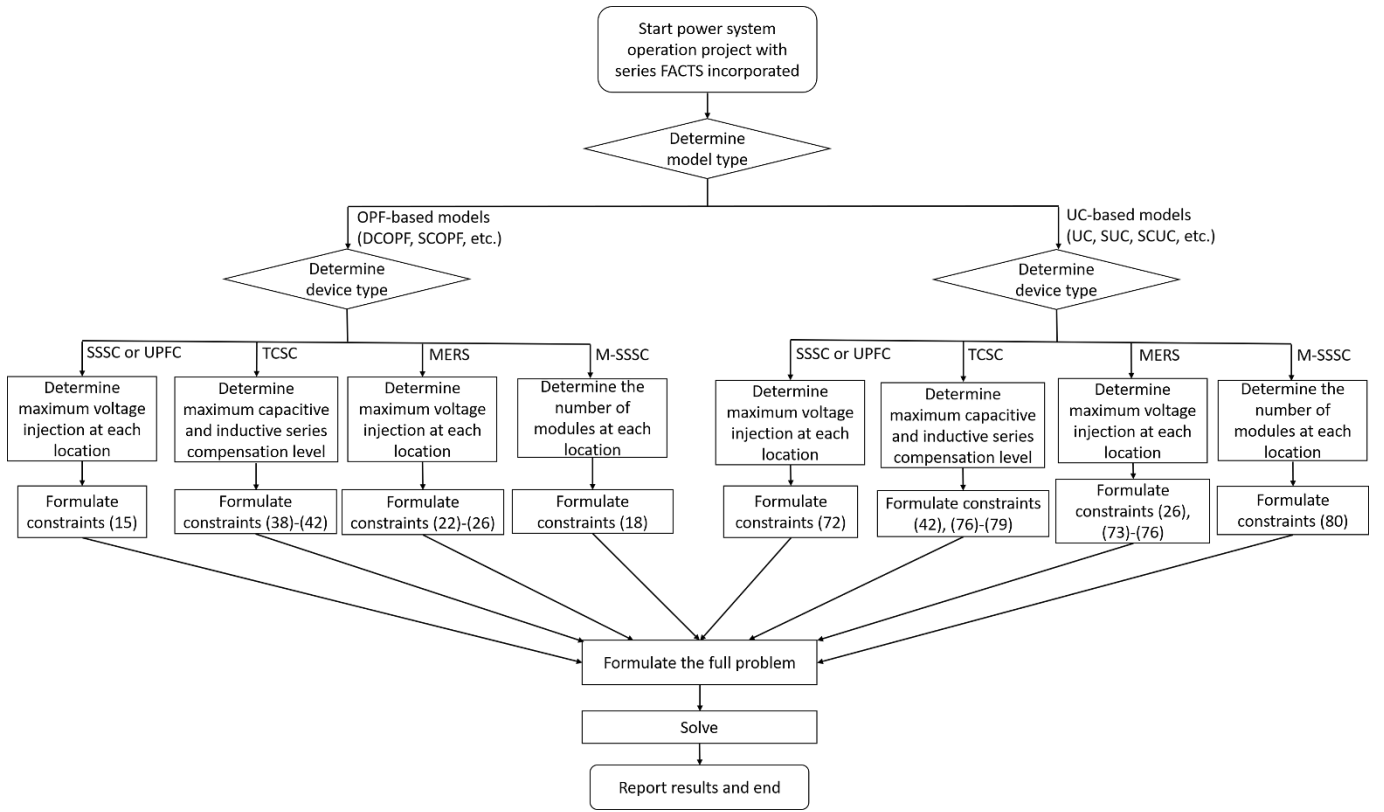 Start power system
operation project with
series FACTS incorporated
Determine
model type
OPF-based models
(DCOPF, SCOPF, etc.)
UC-based models
(UC, SUC, SCUC, etc.)
Determine
device type
Determine
device type
SSSC or UPFC
TCSC
MERS
M-SSSC
SSSC or UPFC
TCSC
MERS
M-SSSC
Determine
maximum voltage
injection at each
location
Determine
maximum capacitive
and inductive series
compensation level
Determine
maximum voltage
injection at each
location
Determine the
number of
modules at each
location
Determine
maximum voltage
injection at each
location
Determine
maximum capacitive
and inductive series
compensation level
Determine
maximum voltage
injection at each
location
Determine the
number of
modules at each
location
Formulate
constraints (15)
Formulate
constraints (38)-(42)
Formulate
constraints (22)-(26)
Formulate
constraints (18)
Formulate
constraints (72)
Formulate constraints
(42), (76)-(79)
Formulate
constraints (26),
(73)-(76)
Formulate
constraints (80)
Formulate the full problem
Solve
Report results and end